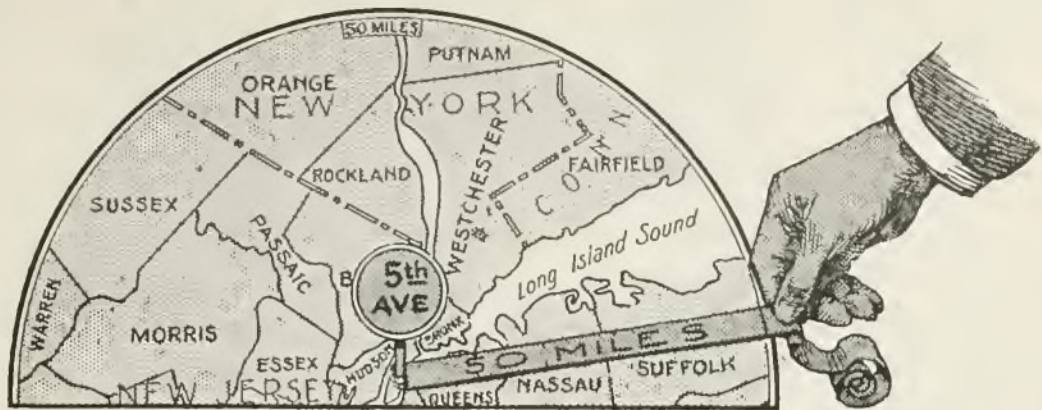 50 MILES
PUTNAM
ORANGE
NEW YORK
CONN
FAIRFIELD
WESTCHESTER
ROCKLAND
SUSSEX
PASSAIC
Long Island Sound
B
5th
AVE
WARREN
MORRIS
BRONX
ESSEX
HUDSON
50 MILES
SUFFOLK
NASSAU
NEW JERSEY
QUEENS